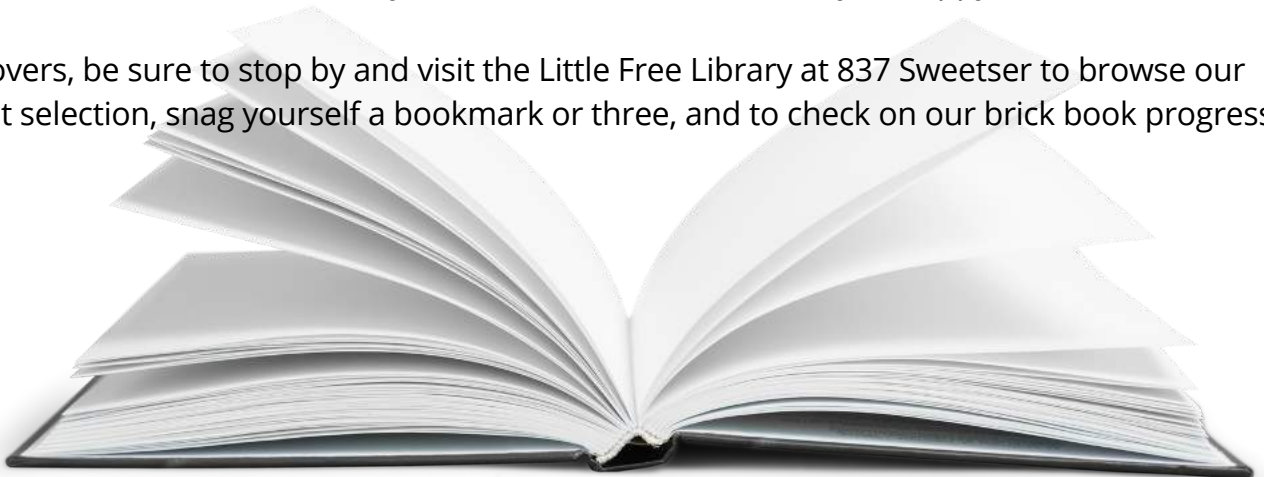 overs, be sure to stop by and visit the Little Free Library at 837 Sweetser to browse our
t selection, snag yourself a bookmark or three, and to check on our brick book progress